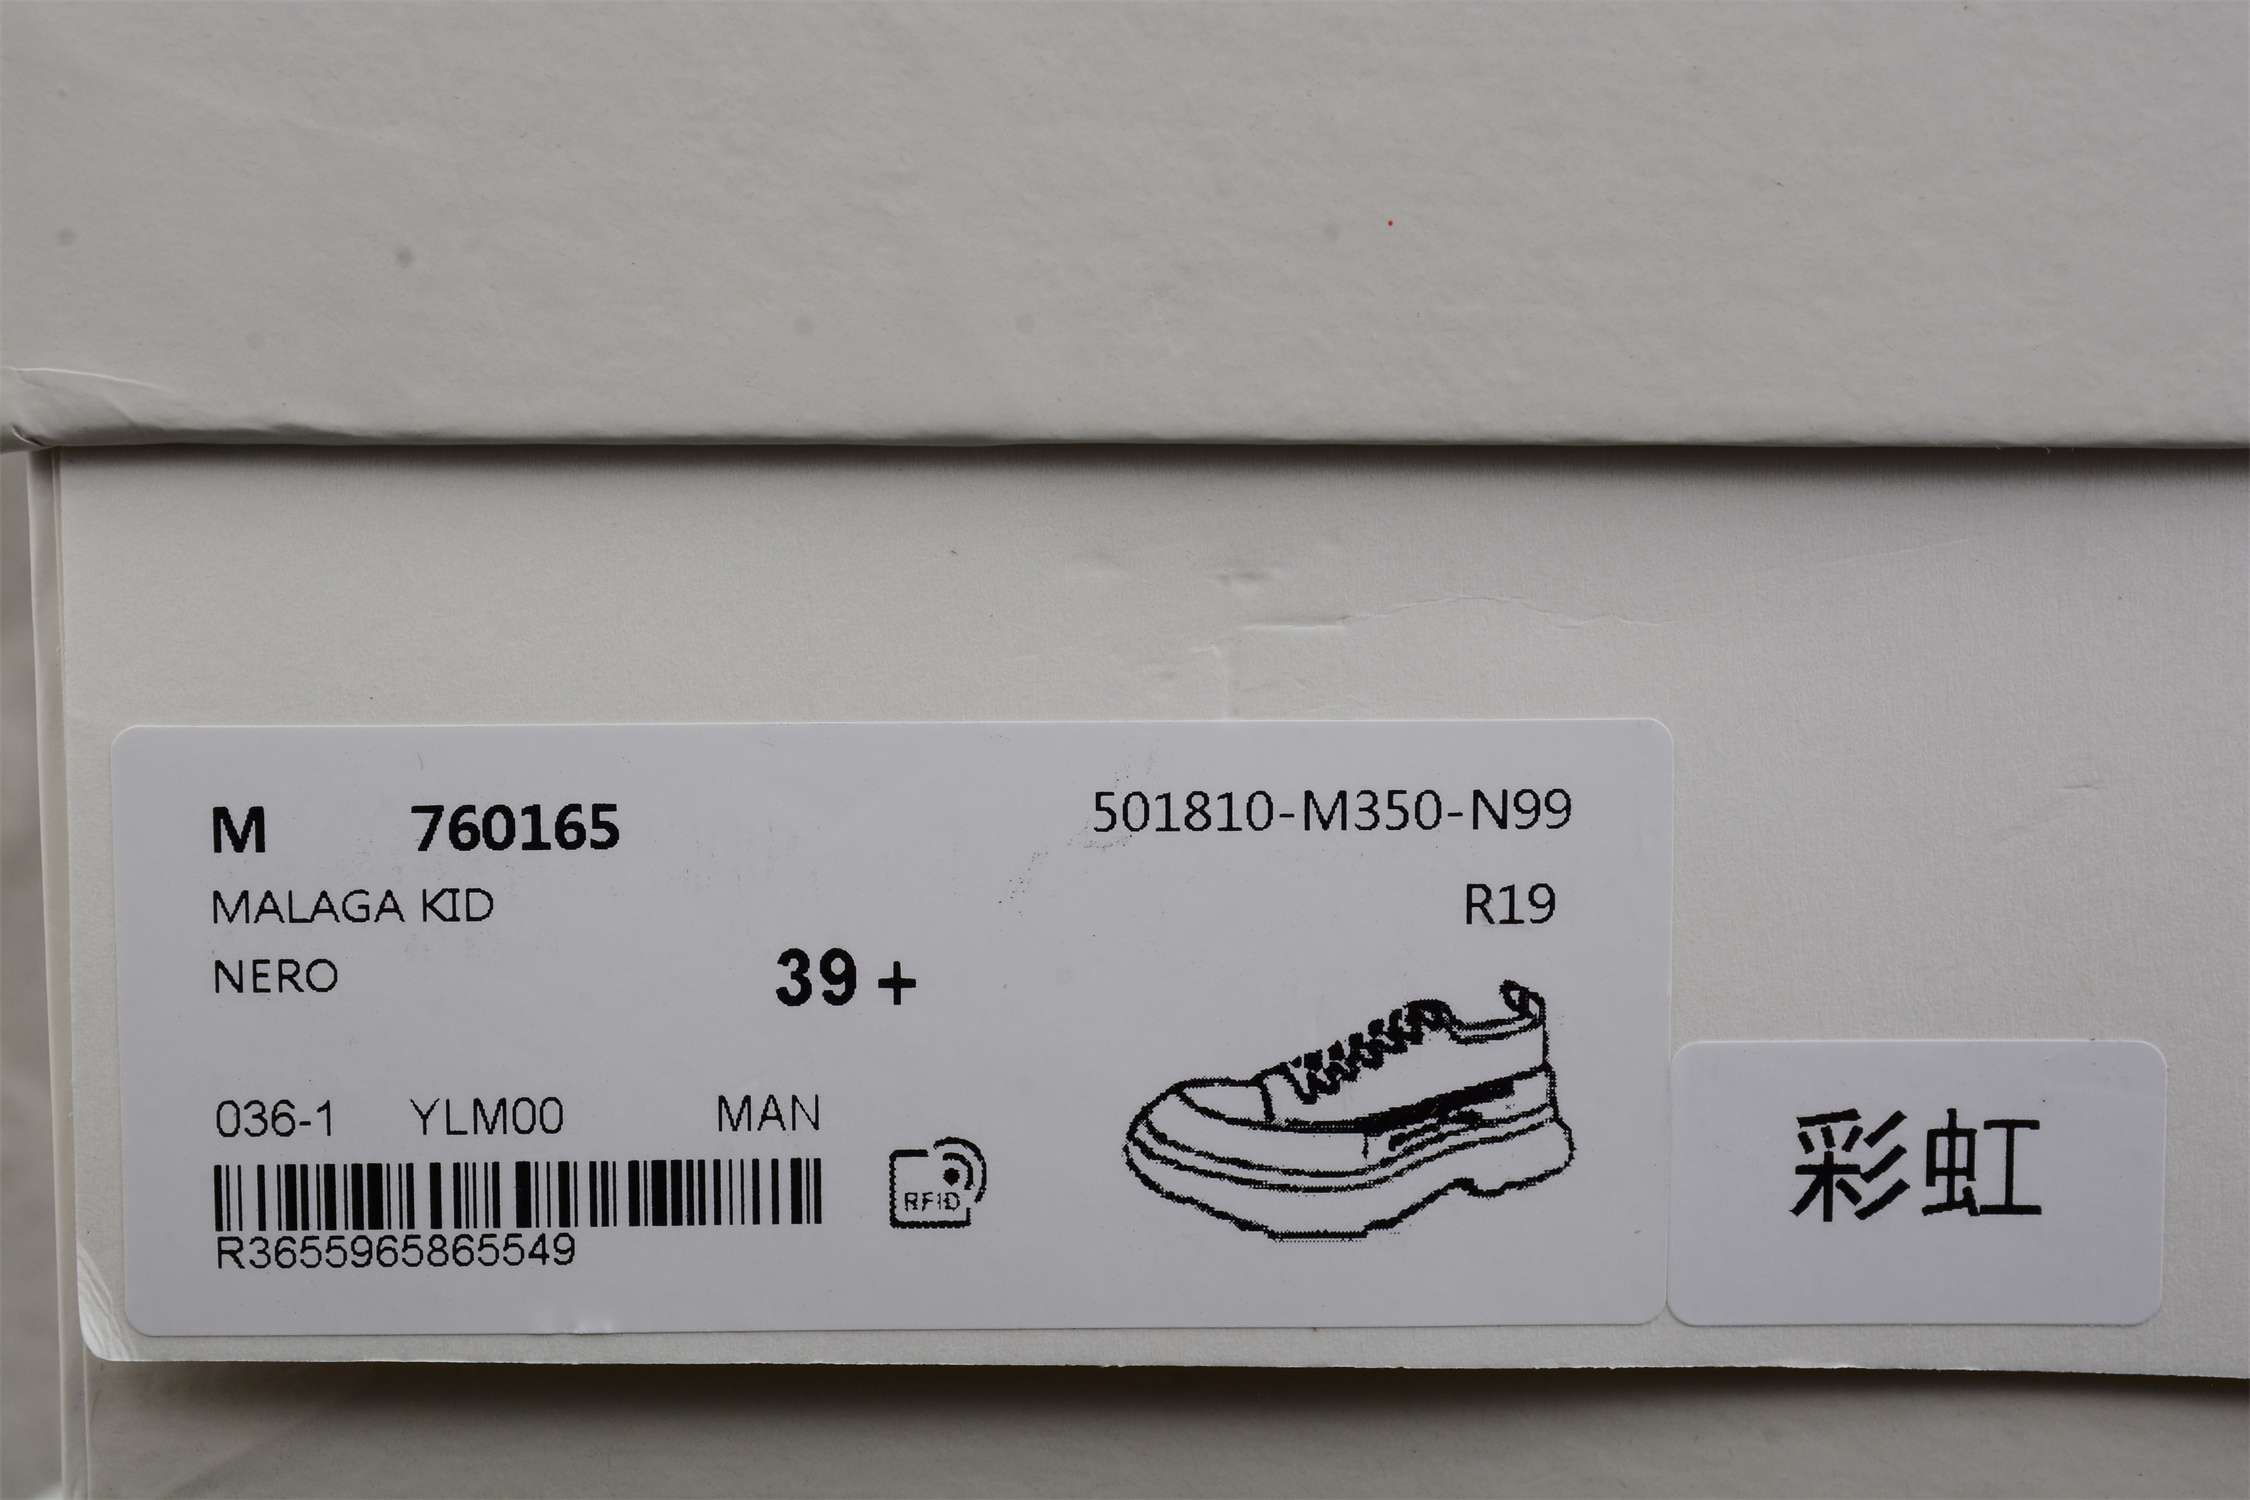 M 760165 501810-M350-N99
MALAGA KID R19
NERO 39 +
036-1 YLM00 MAN
RFID
R3655965865549
彩虹